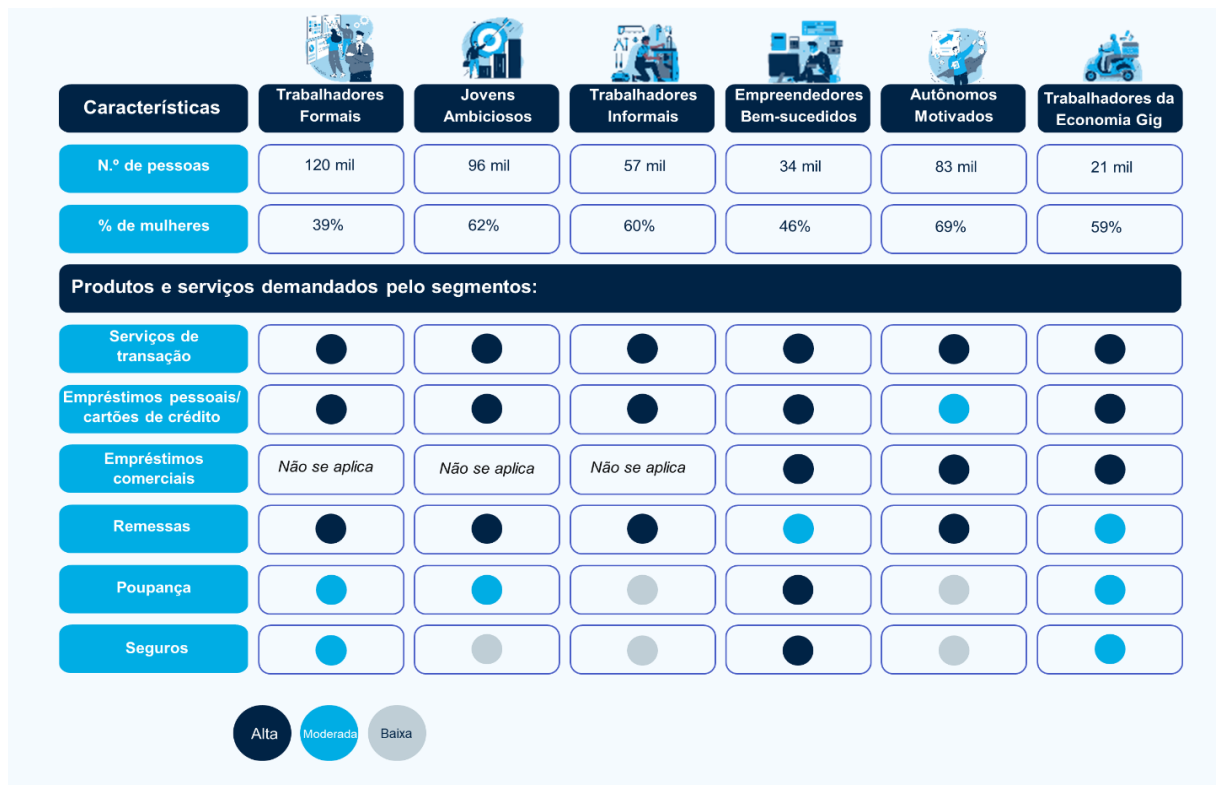 Características
Trabalhadores
Formais
Jovens
Ambiciosos
Trabalhadores
Informais
Empreendedores
Bem-sucedidos
Autônomos
Motivados
Trabalhadores da
Economia Gig
N.º de pessoas
120 mil
96 mil
57 mil
34 mil
83 mil
21 mil
% de mulheres
39%
62%
60%
46%
69%
59%
Produtos e serviços demandados pelo segmentos:
Serviços de
transação
Empréstimos pessoais/
cartões de crédito
Empréstimos
comerciais
Não se aplica
Não se aplica
Não se aplica
Remessas
Poupança
Seguros
Alta
Moderada
Baixa